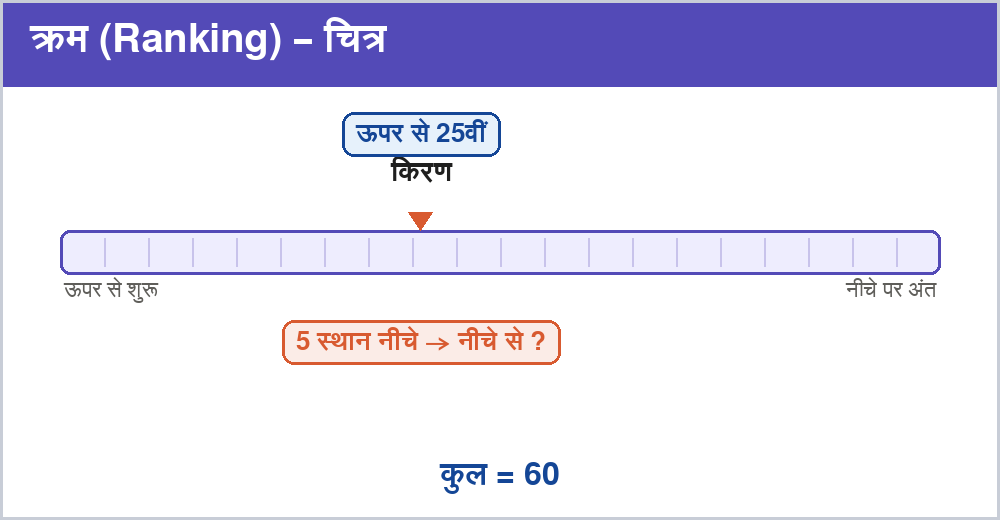 क्रम (Ranking) – चित्र
ऊपर से 25वीं
किरण
ऊपर से शुरू
नीचे पर अंत
5 स्थान नीचे → नीचे से ?
कुल = 60